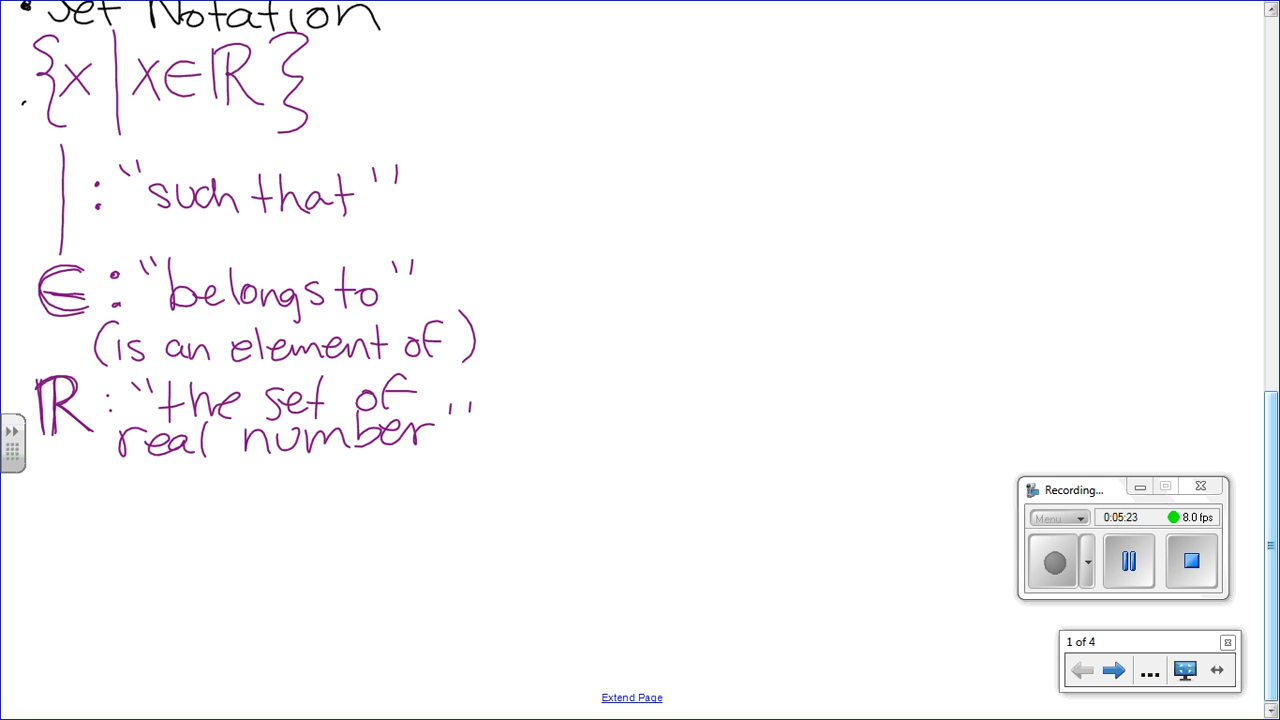 • Set Notation
{x | x∈ℝ}
| : "such that"
∈ : "belongs to"
(is an element of)
ℝ : "the set of
real number"
Recording...
Menu
0:05:23
8.0 fps
1 of 4
...
Extend Page